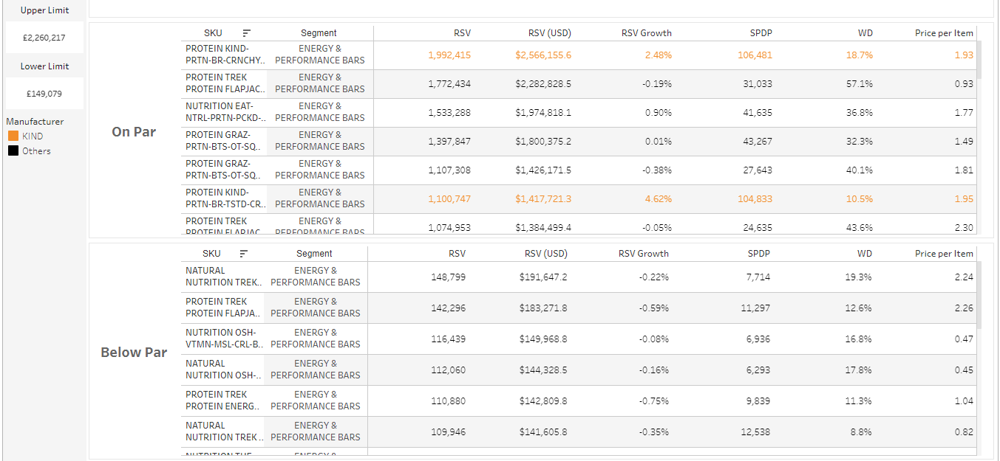 Upper Limit
£2,260,217
Lower Limit
£149,079
Manufacturer
KIND
Others
On Par
SKU Segment RSV RSV (USD) RSV Growth SPDP WD Price per Item
PROTEIN KIND- ENERGY &
PRTN-BR-CRNCHY.. PERFORMANCE BARS 1,992,415 $2,566,155.6 2.48% 106,481 18.7% 1.93
PROTEIN TREK ENERGY &
PROTEIN FLAPJAC.. PERFORMANCE BARS 1,772,434 $2,282,828.5 -0.19% 31,033 57.1% 0.93
NUTRITION EAT- ENERGY &
NTRL-PRTN-PCKD-.. PERFORMANCE BARS 1,533,288 $1,974,818.1 0.90% 41,635 36.8% 1.77
PROTEIN GRAZ- ENERGY &
PRTN-BTS-OT-SQ.. PERFORMANCE BARS 1,397,847 $1,800,375.2 0.01% 43,267 32.3% 1.49
PROTEIN GRAZ- ENERGY &
PRTN-BTS-OT-SQ.. PERFORMANCE BARS 1,107,308 $1,426,171.5 -0.38% 27,643 40.1% 1.81
PROTEIN KIND- ENERGY &
PRTN-BR-TSTD-CR.. PERFORMANCE BARS 1,100,747 $1,417,721.3 4.62% 104,833 10.5% 1.95
PROTEIN TREK ENERGY &
PROTEIN FLAPJAC.. PERFORMANCE BARS 1,074,953 $1,384,499.4 -0.05% 24,635 43.6% 2.30
Below Par
SKU Segment RSV RSV (USD) RSV Growth SPDP WD Price per Item
NATURAL ENERGY &
NUTRITION TREK.. PERFORMANCE BARS 148,799 $191,647.2 -0.22% 7,714 19.3% 2.24
PROTEIN TREK ENERGY &
PROTEIN FLAPJA.. PERFORMANCE BARS 142,296 $183,271.8 -0.59% 11,297 12.6% 2.26
NUTRITION OSH- ENERGY &
VTMN-MSL-CRL-B.. PERFORMANCE BARS 116,439 $149,968.8 -0.08% 6,936 16.8% 0.47
NATURAL ENERGY &
NUTRITION OSH-.. PERFORMANCE BARS 112,060 $144,328.5 -0.16% 6,293 17.8% 0.45
PROTEIN TREK ENERGY &
PROTEIN ENERG.. PERFORMANCE BARS 110,880 $142,809.8 -0.75% 9,839 11.3% 1.04
NATURAL ENERGY &
NUTRITION TREK .. PERFORMANCE BARS 109,946 $141,605.8 -0.35% 12,538 8.8% 0.82
NUTRITION THE ENERGY &